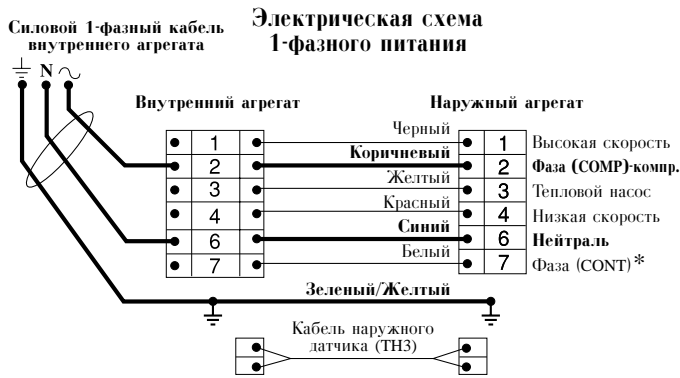 Электрическая схема
1-фазного питания
Силовой 1-фазный кабель
внутреннего агрегата
N
Внутренний агрегат
Наружный агрегат
1 Черный 1 Высокая скорость
2 Коричневый 2 Фаза (COMP)-компр.
3 Желтый 3 Тепловой насос
4 Красный 4 Низкая скорость
6 Синий 6 Нейтраль
7 Белый 7 Фаза (CONT)*
Зеленый/Желтый
Кабель наружного
датчика (TH3)